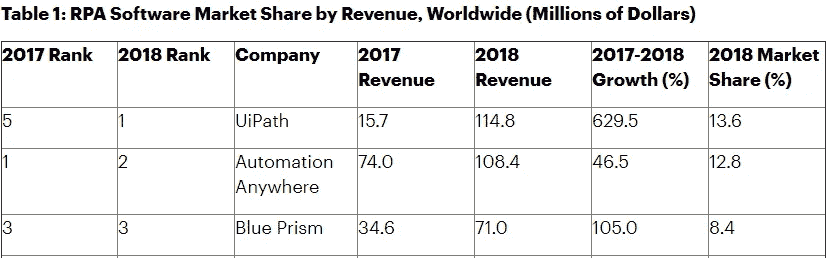 Table 1: RPA Software Market Share by Revenue, Worldwide (Millions of Dollars)
2017 Rank 2018 Rank Company 2017 Revenue 2018 Revenue 2017-2018 Growth (%) 2018 Market Share (%)
5 1 UiPath 15.7 114.8 629.5 13.6
1 2 Automation Anywhere 74.0 108.4 46.5 12.8
3 3 Blue Prism 34.6 71.0 105.0 8.4